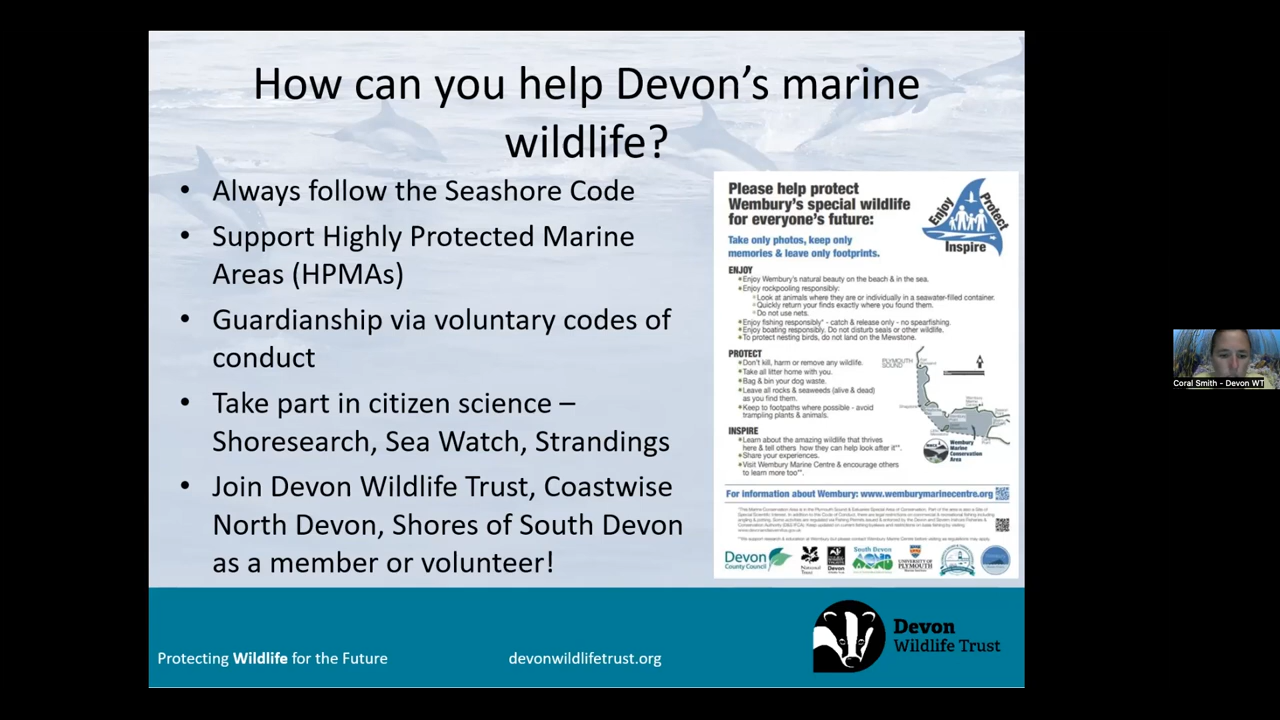 How can you help Devon's marine
wildlife?
• Always follow the Seashore Code
• Support Highly Protected Marine
Areas (HPMAs)
• Guardianship via voluntary codes of
conduct
• Take part in citizen science –
Shoresearch, Sea Watch, Strandings
• Join Devon Wildlife Trust, Coastwise
North Devon, Shores of South Devon
as a member or volunteer!
Please help protect
Wembury's special wildlife
for everyone's future:
Take only photos, keep only
memories & leave only footprints.
Enjoy Protect
Inspire
ENJOY
Enjoy Wembury's natural beauty on the beach & in the sea.
Enjoy rockpooling responsibly:
Look at animals where they are or individually in a seawater-filled container.
Quickly return your finds exactly where you found them.
Do not use nets.
Enjoy fishing responsibly* - catch & release only - no spearfishing.
Enjoy boating responsibly. Do not disturb seals or other wildlife.
To protect nesting birds, do not land on the Mewstone.
PROTECT
Don't kill, harm or remove any wildlife.
Take all litter home with you.
Bag & bin your dog waste.
Leave all rocks & seaweeds (alive & dead)
as you find them.
Keep to footpaths where possible - avoid
trampling plants & animals.
PLYMOUTH
SOUND
Wembury
Marine
Conservation
Area
INSPIRE
Learn about the amazing wildlife that thrives
here & tell others how they can help look after it**.
Share your experiences.
Visit Wembury Marine Centre & encourage others
to learn more too**.
For information about Wembury: www.wemburymarinecentre.org
Devon
County Council
National
Trust
Devon
South Devon
AONB
UNIVERSITY OF
PLYMOUTH
Protecting Wildlife for the Future
devonwildlifetrust.org
Devon
Wildlife Trust
Coral Smith - Devon WT